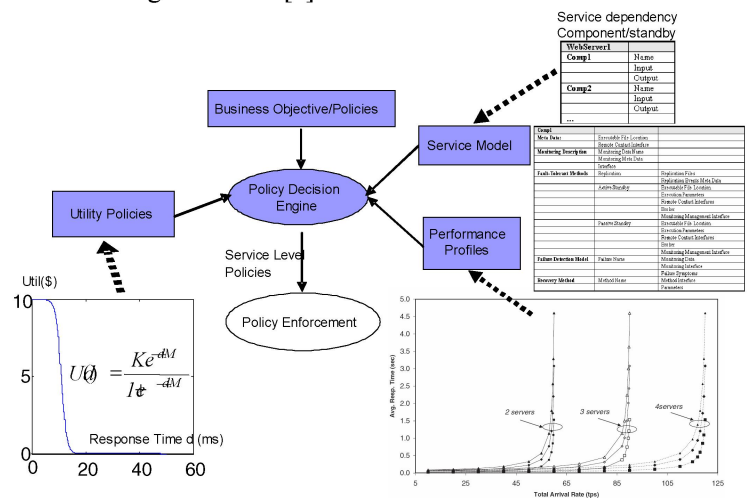 Service dependency
Component/standby
WebServer1
Comp1 Name
Input
Output
Comp2 Name
Input
Output
...
Business Objective/Policies
Service Model
Policy Decision
Engine
Utility Policies
Performance
Profiles
Service Level
Policies
Policy Enforcement
Comp1
Meta Data: Executable File Location
Remote Contact Interface
Monitoring Description Monitoring Data Name
Monitoring Meta Data
Interface
Fault-Tolerant Methods Replication Replication Files
Replication Events Meta Data
Active Standby Executable File Location
Execution Parameters
Remote Contact Interfaces
Broker
Monitoring Management Interface
Passive Standby Executable File Location
Execution Parameters
Remote Contact Interfaces
Broker
Monitoring Management Interface
Failure Detection Model Failure Name Monitoring Data
Monitoring Interface
Failure Symptoms
Recovery Method Method Name Method Interface
Parameters
Util($)
10
5
0
0 20 40 60
Response Time d (ms)
5.0
4.5
4.0
3.5
3.0
2.5
2.0
1.5
1.0
0.5
0.0
Avg. Resp. Time (sec)
2 servers
3 servers
4servers
5 25 45 65 85 105 125
Total Arrival Rate (tps)